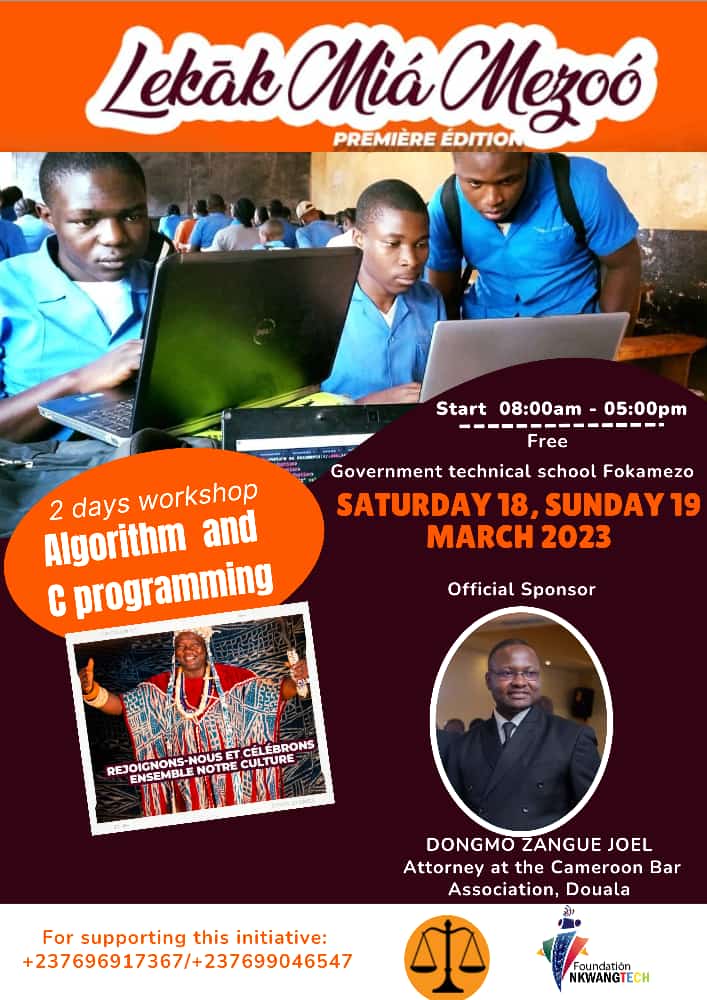 Lekāk Miá Mezoó
PREMIÈRE ÉDITION
Start 08:00am - 05:00pm
Free
Government technical school Fokamezo
SATURDAY 18, SUNDAY 19
MARCH 2023
2 days workshop
Algorithm and
C programming
Official Sponsor
REJOIGNONS-NOUS ET CÉLÉBRONS
ENSEMBLE NOTRE CULTURE
DONGMO ZANGUE JOEL
Attorney at the Cameroon Bar
Association, Douala
For supporting this initiative:
+237696917367/+237699046547
Foundation
NKWANGTECH